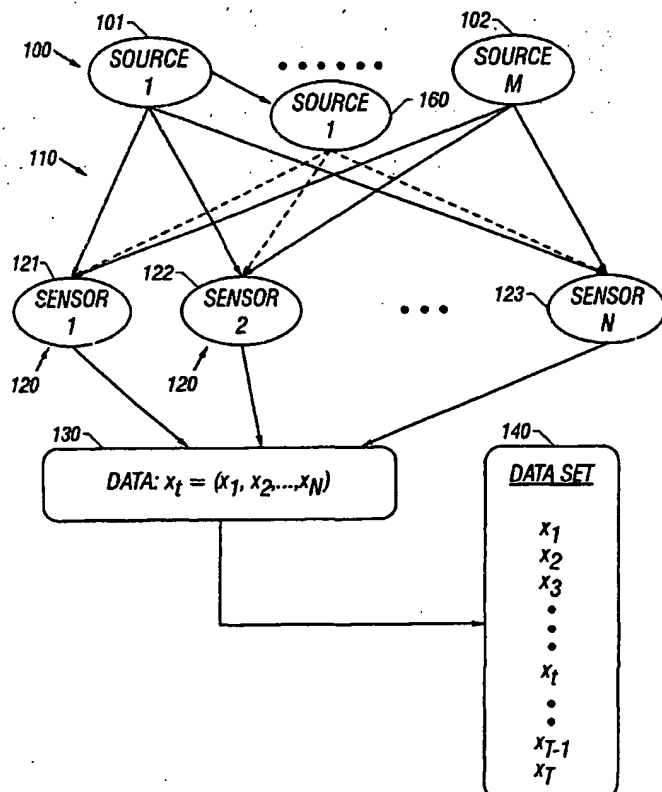 101
102
100
SOURCE
1
SOURCE
M
SOURCE
1
160
110
121
122
SENSOR
1
SENSOR
2
123
SENSOR
N
120
120
130
140
DATA: x_t = (x_1, x_2,...,x_N)
DATA SET
x_1
x_2
x_3
x_t
x_T-1
x_T